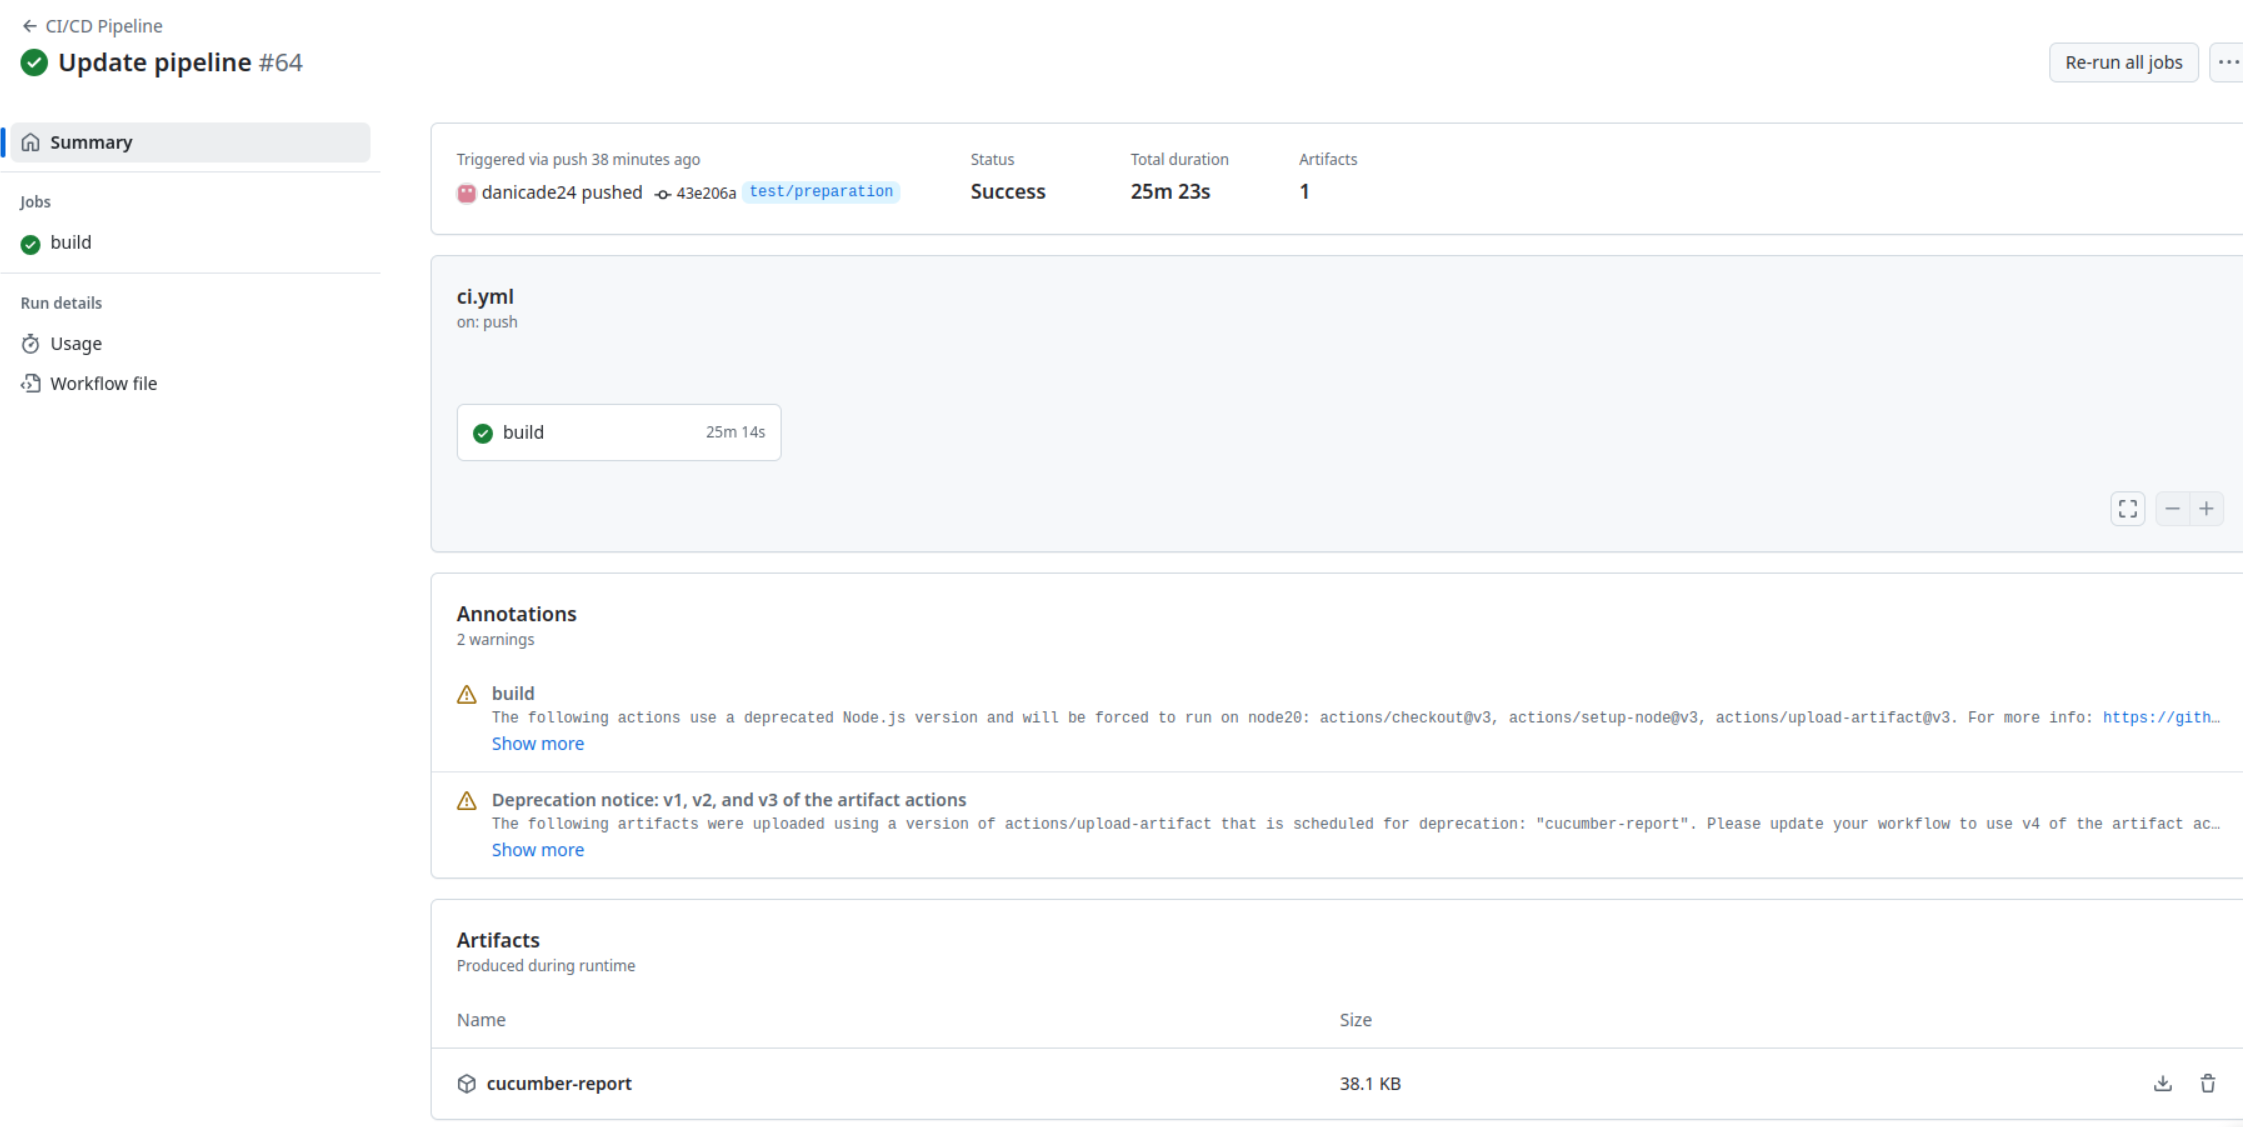 CI/CD Pipeline
Update pipeline #64
Re-run all jobs
Summary
Jobs
build
Run details
Usage
Workflow file
Triggered via push 38 minutes ago
danicade24 pushed 43e206a test/preparation
Status
Success
Total duration
25m 23s
Artifacts
1
ci.yml
on: push
build 25m 14s
Annotations
2 warnings
build
The following actions use a deprecated Node.js version and will be forced to run on node20: actions/checkout@v3, actions/setup-node@v3, actions/upload-artifact@v3. For more info: https://gith…
Show more
Deprecation notice: v1, v2, and v3 of the artifact actions
The following artifacts were uploaded using a version of actions/upload-artifact that is scheduled for deprecation: "cucumber-report". Please update your workflow to use v4 of the artifact ac…
Show more
Artifacts
Produced during runtime
Name Size
cucumber-report 38.1 KB